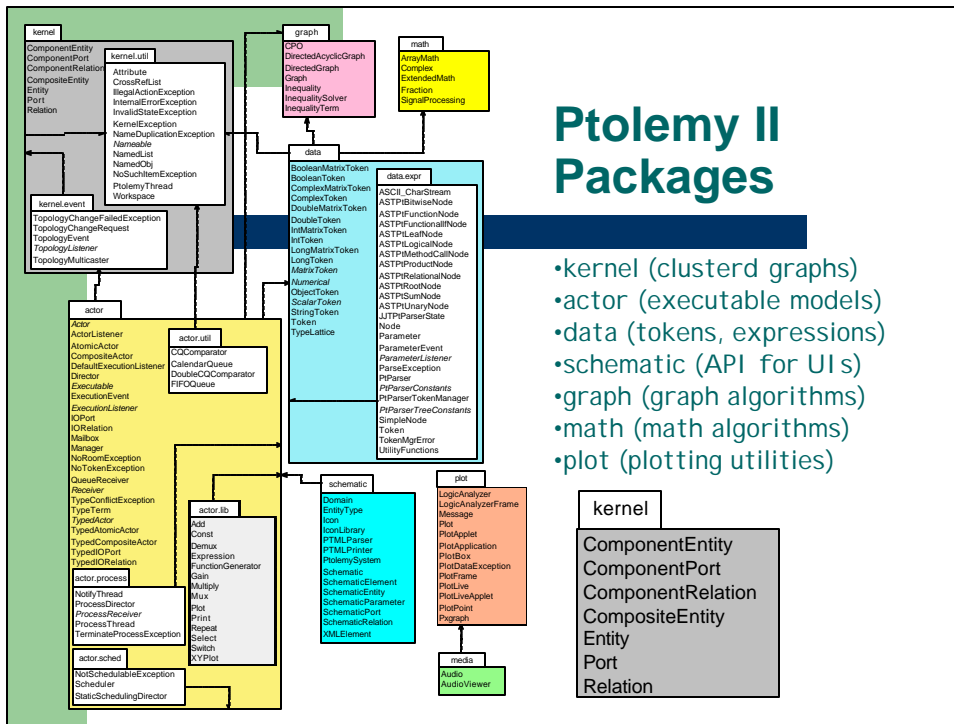 kernel
ComponentEntity
ComponentPort
ComponentRelation
CompositeEntity
Entity
Port
Relation
kernel.util
Attribute
CrossRefList
IllegalActionException
InternalErrorException
InvalidStateException
KernelException
NameDuplicationException
Nameable
NamedList
NamedObj
NoSuchItemException
PtolemyThread
Workspace
kernel.event
TopologyChangeFailedException
TopologyChangeRequest
TopologyEvent
TopologyListener
TopologyMulticaster
graph
CPO
DirectedAcyclicGraph
DirectedGraph
Graph
Inequality
InequalitySolver
InequalityTerm
math
ArrayMath
Complex
ExtendedMath
Fraction
SignalProcessing
data
BooleanMatrixToken
BooleanToken
ComplexMatrixToken
ComplexToken
DoubleMatrixToken
DoubleToken
IntMatrixToken
IntToken
LongMatrixToken
LongToken
MatrixToken
Numerical
ObjectToken
ScalarToken
StringToken
Token
TypeLattice
data.expr
ASCII_CharStream
ASTPtBitwiseNode
ASTPtFunctionNode
ASTPtFunctionalIfNode
ASTPtLeafNode
ASTPtLogicalNode
ASTPtMethodCallNode
ASTPtProductNode
ASTPtRelationalNode
ASTPtRootNode
ASTPtSumNode
ASTPtUnaryNode
JJTPtParserState
Node
Parameter
ParameterEvent
ParameterListener
ParseException
PtParser
PtParserConstants
PtParserTokenManager
PtParserTreeConstants
SimpleNode
Token
TokenMgrError
UtilityFunctions
actor
Actor
ActorListener
AtomicActor
CompositeActor
DefaultExecutionListener
Director
Executable
ExecutionEvent
ExecutionListener
IOPort
IORelation
Mailbox
Manager
NoRoomException
NoTokenException
QueueReceiver
Receiver
TypeConflictException
TypeTerm
TypedActor
TypedAtomicActor
TypedCompositeActor
TypedIOPort
TypedIORelation
actor.util
CQComparator
CalendarQueue
DoubleCQComparator
FIFOQueue
actor.process
NotifyThread
ProcessDirector
ProcessReceiver
ProcessThread
TerminateProcessException
actor.sched
NotSchedulableException
Scheduler
StaticSchedulingDirector
actor.lib
Add
Const
Demux
Expression
FunctionGenerator
Gain
Multiply
Mux
Plot
Print
Repeat
Select
Switch
XYPlot
schematic
Domain
EntityType
Icon
IconLibrary
PTMLParser
PTMLPrinter
PtolemySystem
Schematic
SchematicElement
SchematicEntity
SchematicParameter
SchematicPort
SchematicRelation
XMLElement
plot
LogicAnalyzer
LogicAnalyzerFrame
Message
Plot
PlotApplet
PlotApplication
PlotBox
PlotDataException
PlotFrame
PlotLive
PlotLiveApplet
PlotPoint
Pxgraph
media
Audio
AudioViewer
Ptolemy II
Packages
•kernel (clusterd graphs)
•actor (executable models)
•data (tokens, expressions)
•schematic (API for UIs)
•graph (graph algorithms)
•math (math algorithms)
•plot (plotting utilities)
kernel
ComponentEntity
ComponentPort
ComponentRelation
CompositeEntity
Entity
Port
Relation